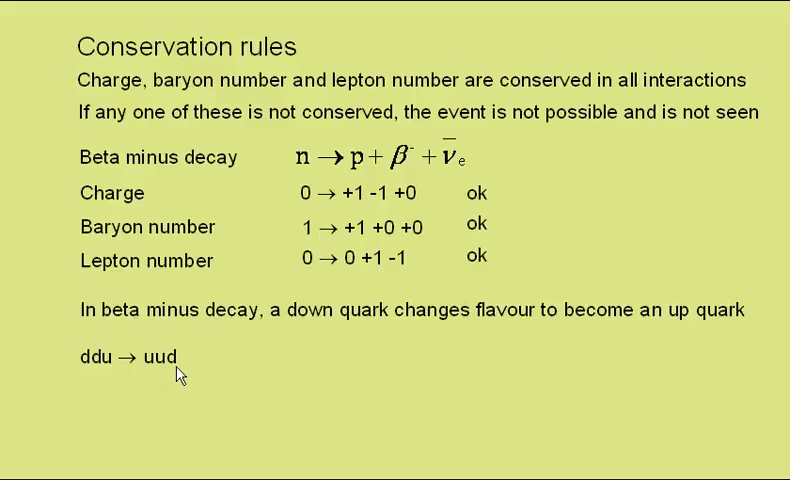 Conservation rules
Charge, baryon number and lepton number are conserved in all interactions
If any one of these is not conserved, the event is not possible and is not seen
Beta minus decay n → p + β⁻ + ν̅ₑ
Charge 0 → +1 -1 +0 ok
Baryon number 1 → +1 +0 +0 ok
Lepton number 0 → 0 +1 -1 ok
In beta minus decay, a down quark changes flavour to become an up quark
ddu → uud